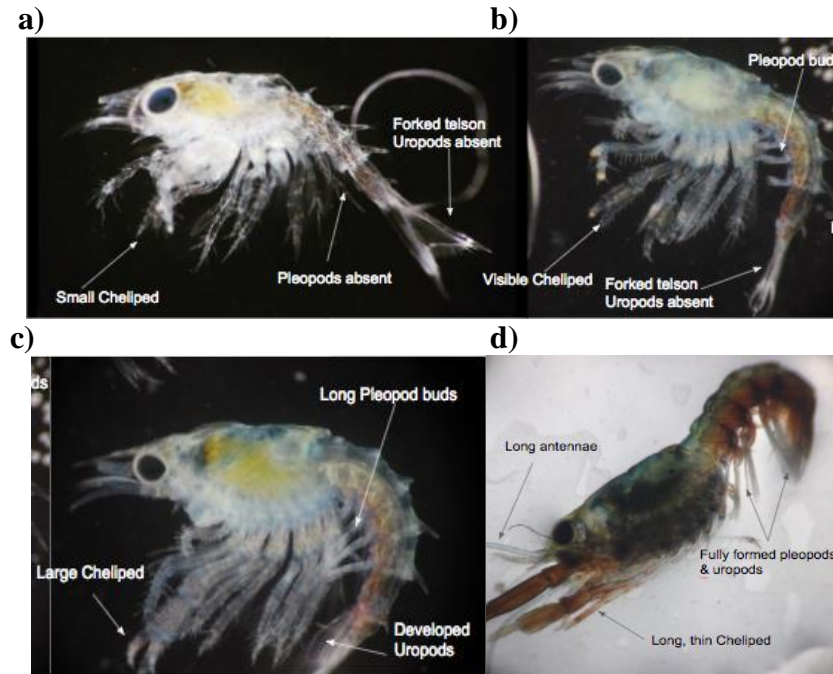 a)
Forked telson
Uropods absent
Pleopods absent
Small Cheliped
b)
Pleopod bud
Visible Cheliped
Forked telson
Uropods absent
c)
ds
Long Pleopod buds
Large Cheliped
Developed
Uropods
d)
Long antennae
Fully formed pleopods
& uropods
Long, thin Cheliped